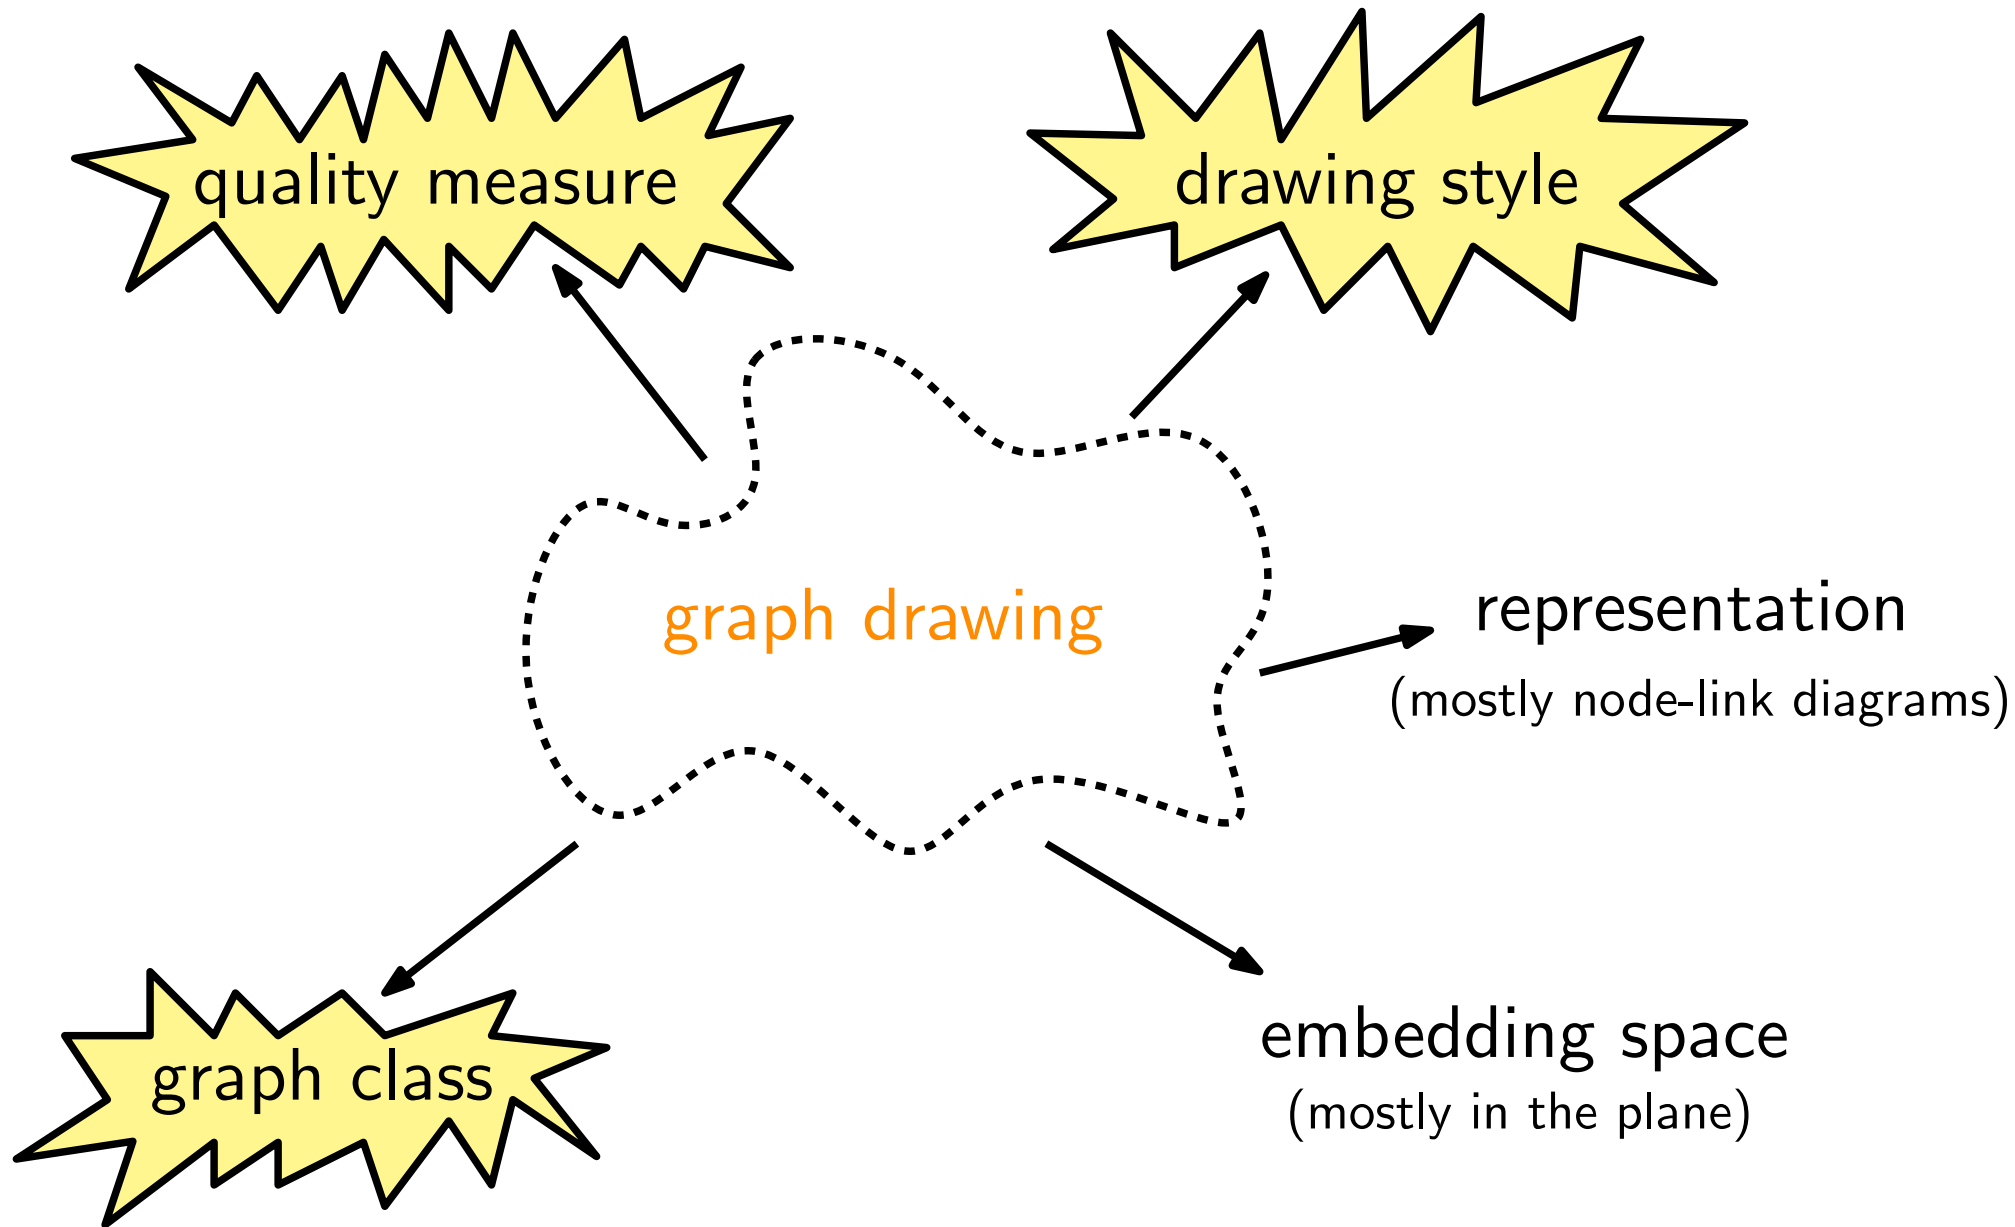 quality measure
drawing style
graph drawing
representation
(mostly node-link diagrams)
embedding space
graph class
(mostly in the plane)